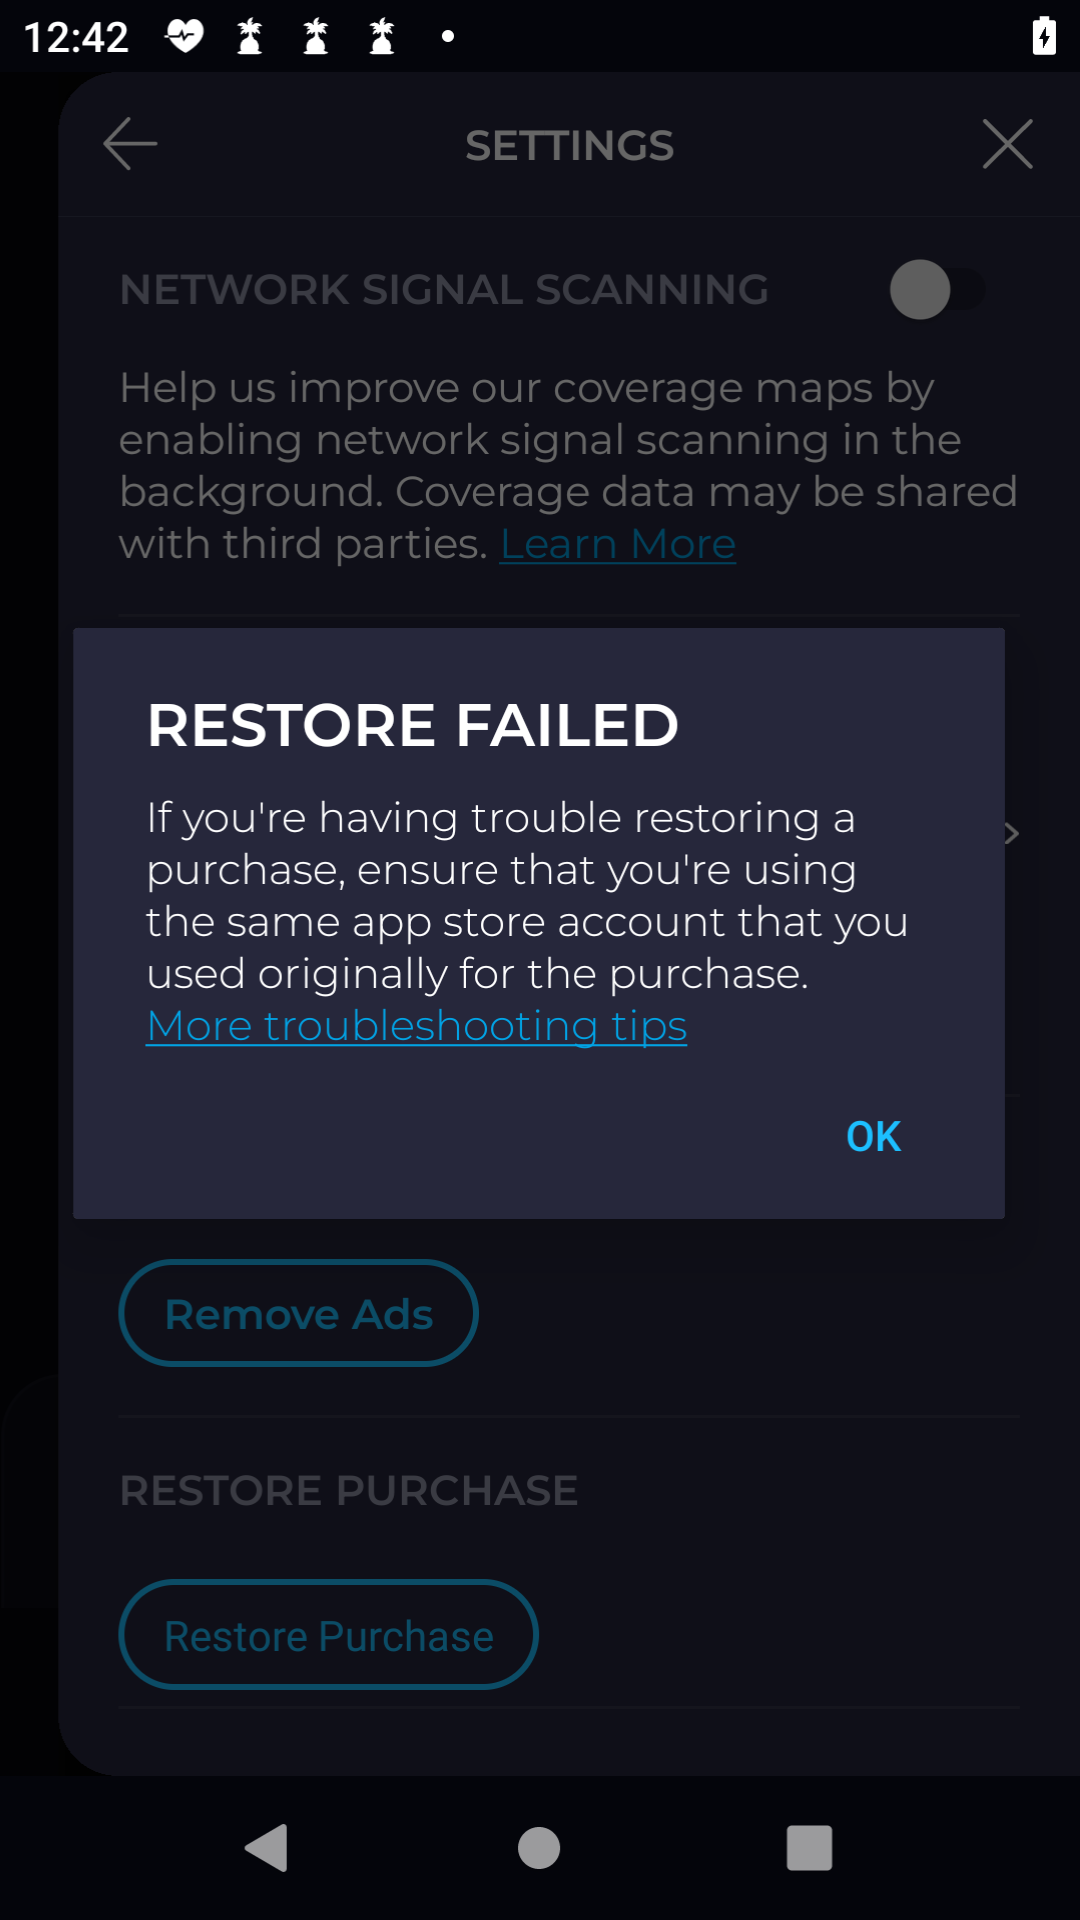 12:42
SETTINGS
NETWORK SIGNAL SCANNING
Help us improve our coverage maps by
enabling network signal scanning in the
background. Coverage data may be shared
with third parties. Learn More
RESTORE FAILED
If you're having trouble restoring a
purchase, ensure that you're using
the same app store account that you
used originally for the purchase.
More troubleshooting tips
OK
Remove Ads
RESTORE PURCHASE
Restore Purchase